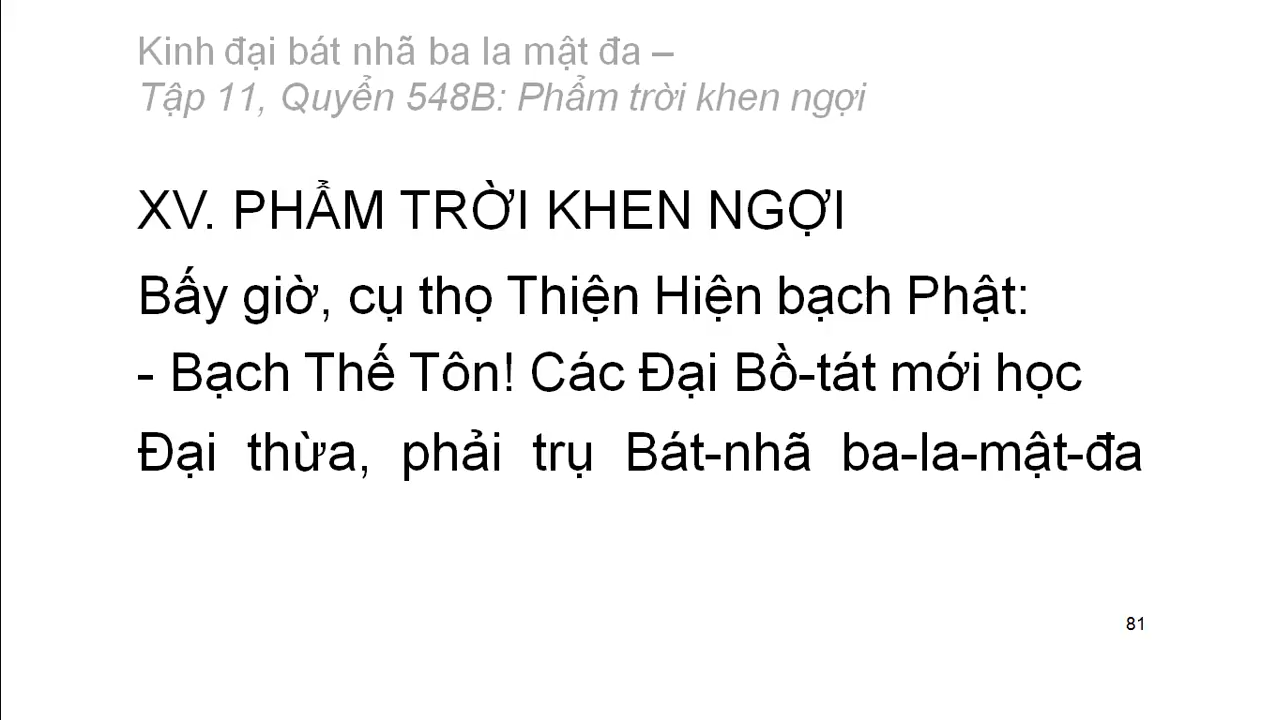 Kinh đại bát nhã ba la mật đa –
Tập 11, Quyển 548B: Phẩm trời khen ngợi
XV. PHẨM TRỜI KHEN NGỢI
Bấy giờ, cụ thọ Thiện Hiện bạch Phật:
- Bạch Thế Tôn! Các Đại Bồ-tát mới học
Đại thừa, phải trụ Bát-nhã ba-la-mật-đa
81